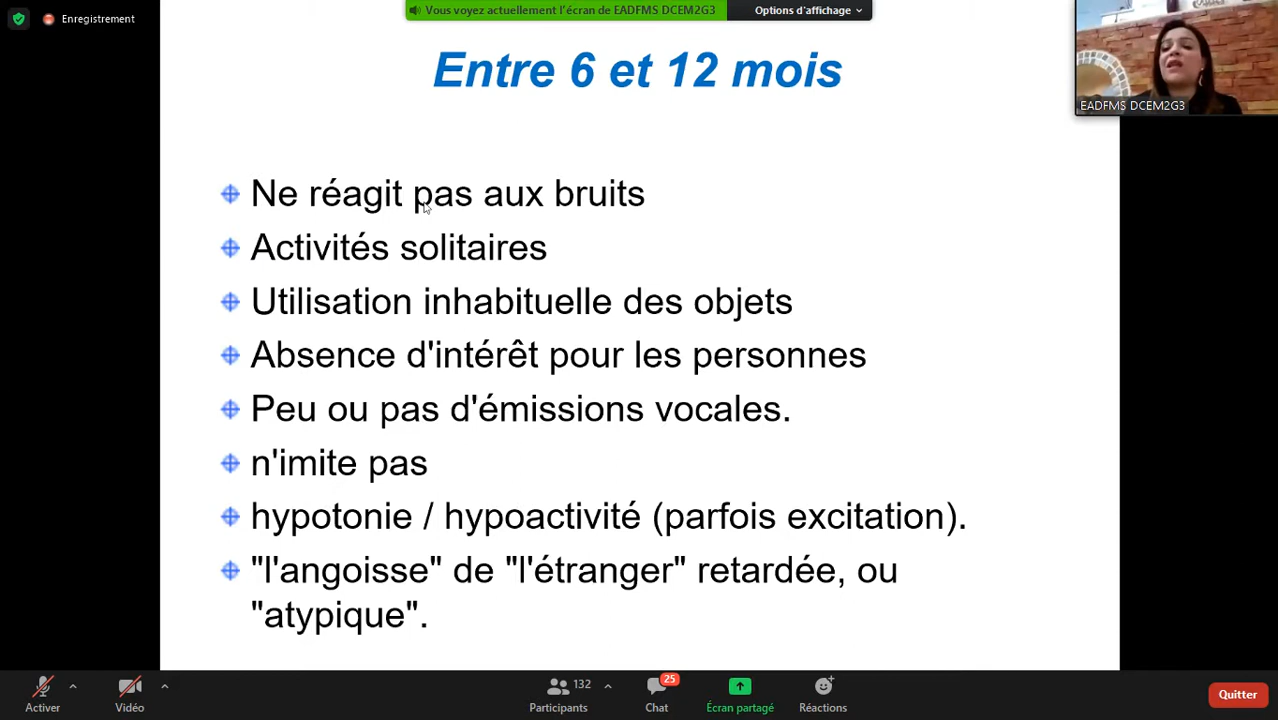 Enregistrement
Vous voyez actuellement l'écran de EADFMS DCEM2G3
Options d'affichage
EADFMS DCEM2G3
Entre 6 et 12 mois
Ne réagit pas aux bruits
Activités solitaires
Utilisation inhabituelle des objets
Absence d'intérêt pour les personnes
Peu ou pas d'émissions vocales.
n'imite pas
hypotonie / hypoactivité (parfois excitation).
"l'angoisse" de "l'étranger" retardée, ou
"atypique".
Activer
Vidéo
132
Participants
25
Chat
Écran partagé
Réactions
Quitter